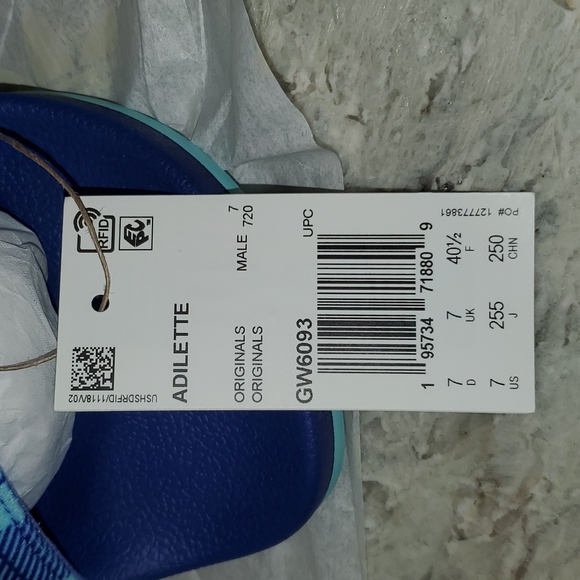 RFID
EPC
USHSDRFID/1118/V02
ADILETTE
ORIGINALS
ORIGINALS
MALE 7
720
GW6093
UPC
1 95734 71880 9
7 7 40½
D UK F
7 255 250
US J CHN
PO# 127773861